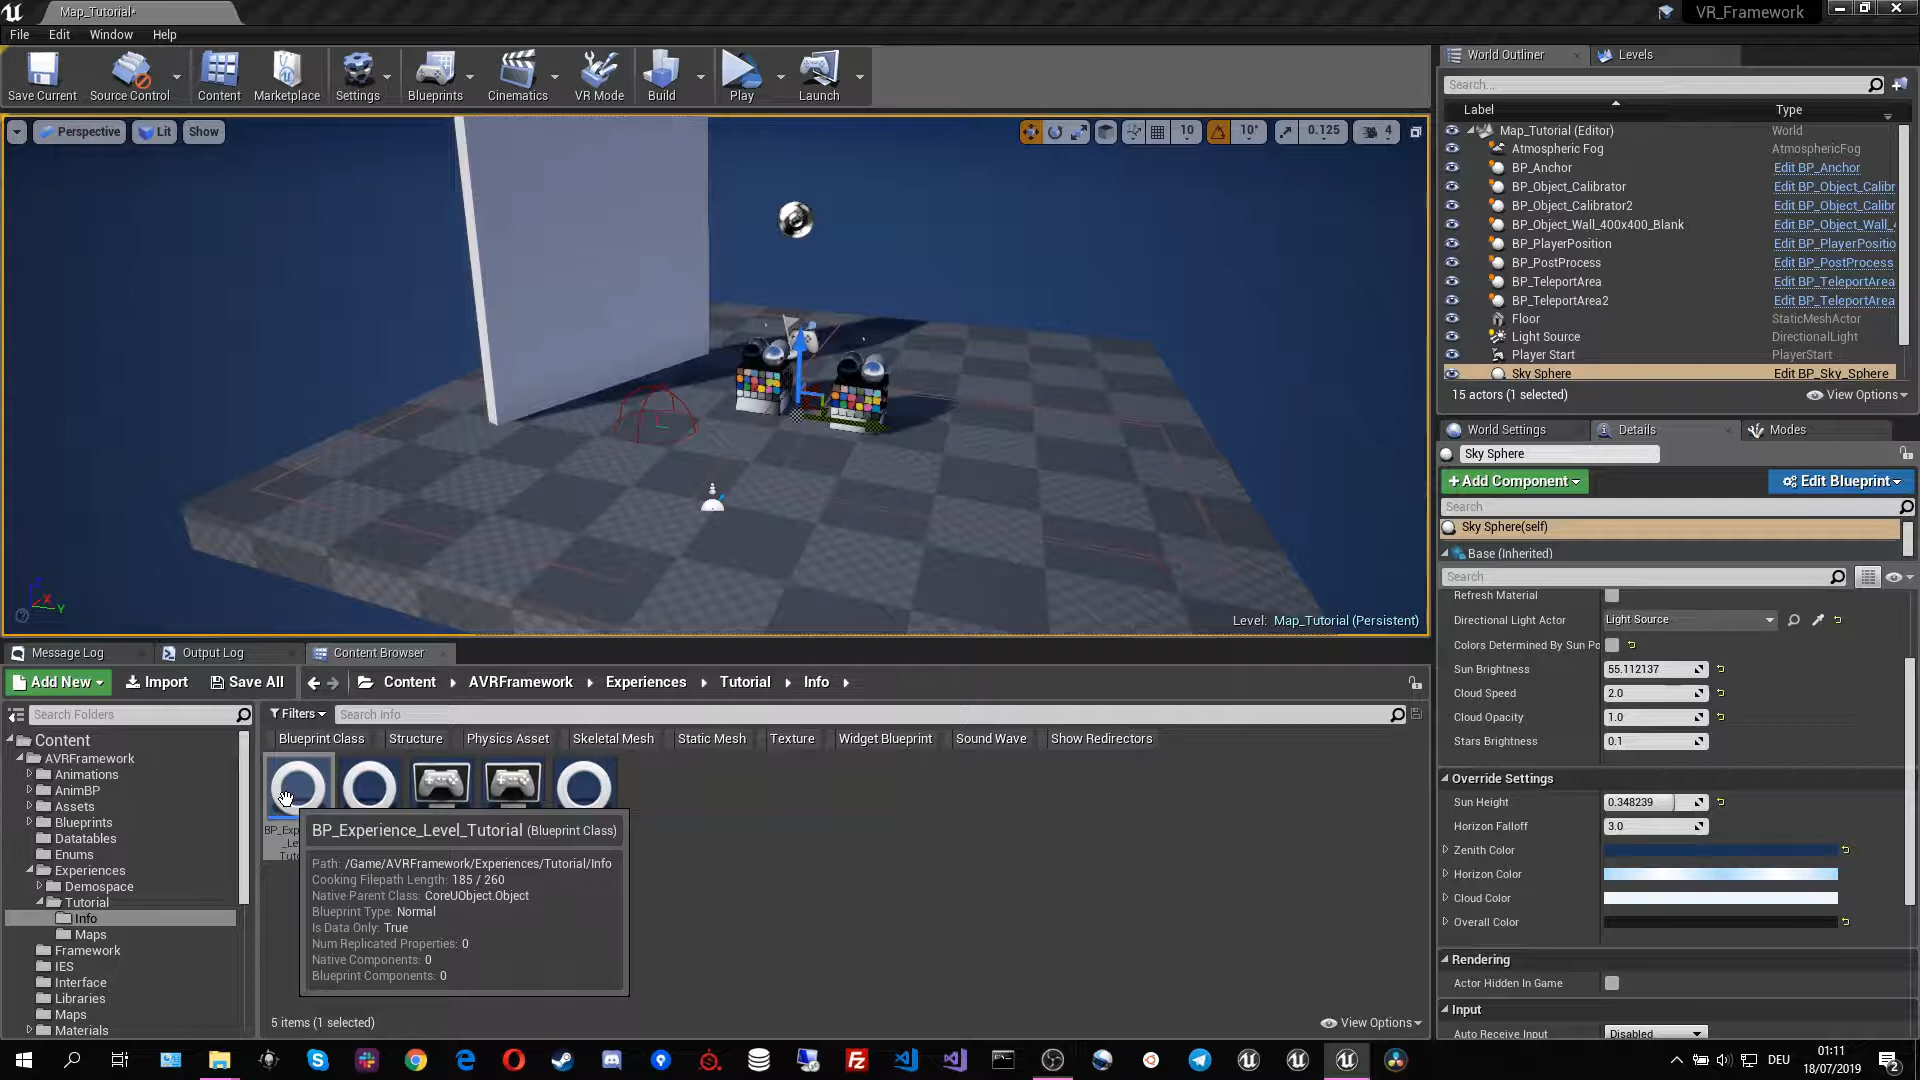 Map_Tutorial•
VR_Framework
File Edit Window Help
Save Current
Source Control
Content
Marketplace
Settings
Blueprints
Cinematics
VR Mode
Build
Play
Launch
Perspective
Lit
Show
10
10°
0.125
4
Level: Map_Tutorial (Persistent)
World Outliner
Levels
Search...
Label Type
Map_Tutorial (Editor) World
Atmospheric Fog AtmosphericFog
BP_Anchor Edit BP_Anchor
BP_Object_Calibrator Edit BP_Object_Calibr
BP_Object_Calibrator2 Edit BP_Object_Calibr
BP_Object_Wall_400x400_Blank Edit BP_Object_Wall_4
BP_PlayerPosition Edit BP_PlayerPositio
BP_PostProcess Edit BP_PostProcess
BP_TeleportArea Edit BP_TeleportArea
BP_TeleportArea2 Edit BP_TeleportArea
Floor StaticMeshActor
Light Source DirectionalLight
Player Start PlayerStart
Sky Sphere Edit BP_Sky_Sphere
15 actors (1 selected)
View Options
World Settings
Details
Modes
Sky Sphere
+Add Component
Edit Blueprint
Search
Sky Sphere(self)
Base (Inherited)
Search
Refresh Material
Directional Light Actor Light Source
Colors Determined By Sun Po
Sun Brightness 55.112137
Cloud Speed 2.0
Cloud Opacity 1.0
Stars Brightness 0.1
Override Settings
Sun Height 0.348239
Horizon Falloff 3.0
Zenith Color
Horizon Color
Cloud Color
Overall Color
Rendering
Actor Hidden In Game
Input
Auto Receive Input Disabled
Message Log
Output Log
Content Browser
Add New
Import
Save All
Content
AVRFramework
Experiences
Tutorial
Info
Search Folders
Filters
Search Info
Blueprint Class
Structure
Physics Asset
Skeletal Mesh
Static Mesh
Texture
Widget Blueprint
Sound Wave
Show Redirectors
Content
AVRFramework
Animations
AnimBP
Assets
Blueprints
Datatables
Enums
Experiences
Demospace
Tutorial
Info
Maps
Framework
IES
Interface
Libraries
Maps
Materials
BP_Exp
_Le
Tuto
BP_Experience_Level_Tutorial (Blueprint Class)
Path: /Game/AVRFramework/Experiences/Tutorial/Info
Cooking Filepath Length: 185 / 260
Native Parent Class: CoreUObject.Object
Blueprint Type: Normal
Is Data Only: True
Num Replicated Properties: 0
Native Components: 0
Blueprint Components: 0
5 items (1 selected)
View Options
DEU
01:11
18/07/2019
2